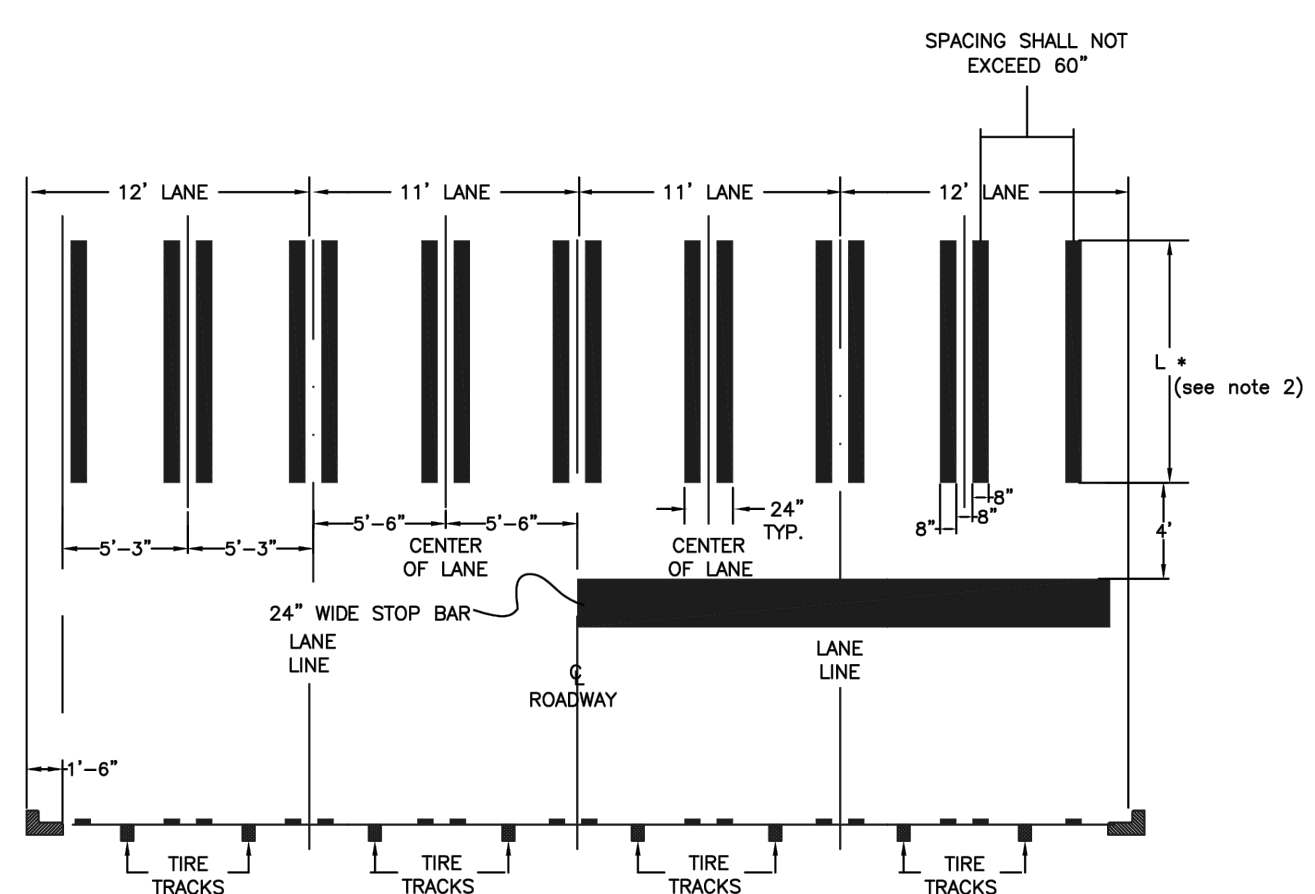 SPACING SHALL NOT
EXCEED 60”
12' LANE
11' LANE
11' LANE
12' LANE
L *
(see note 2)
8”
8”
8”
24”
TYP.
4'
5'-6”
5'-6”
5'-3”
5'-3”
CENTER
OF LANE
CENTER
OF LANE
24” WIDE STOP BAR
LANE
LINE
LANE
LINE
℄
ROADWAY
1'-6”
TIRE
TRACKS
TIRE
TRACKS
TIRE
TRACKS
TIRE
TRACKS